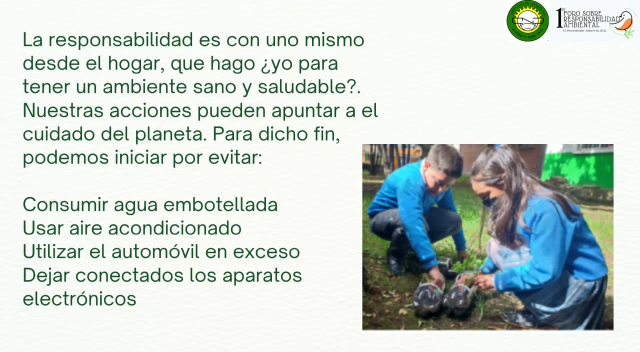 1er FORO SOBRE
RESPONSABILIDAD
AMBIENTAL
La responsabilidad es con uno mismo
desde el hogar, que hago ¿yo para
tener un ambiente sano y saludable?.
Nuestras acciones pueden apuntar a el
cuidado del planeta. Para dicho fin,
podemos iniciar por evitar:
Consumir agua embotellada
Usar aire acondicionado
Utilizar el automóvil en exceso
Dejar conectados los aparatos
electrónicos